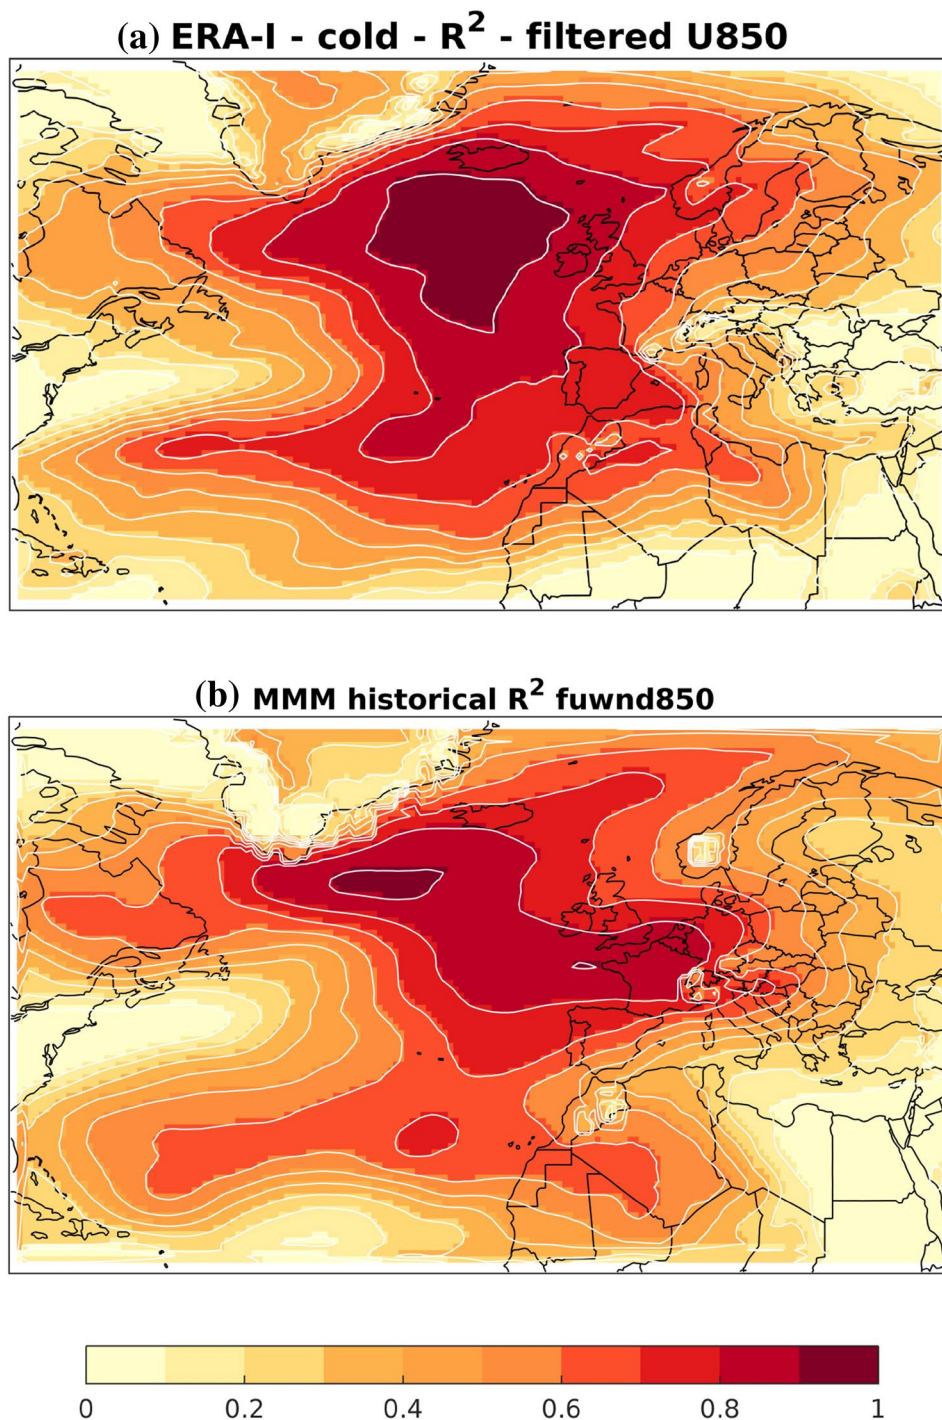 (a) ERA-I - cold - R² - filtered U850
(b) MMM historical R² fuwnd850
0 0.2 0.4 0.6 0.8 1